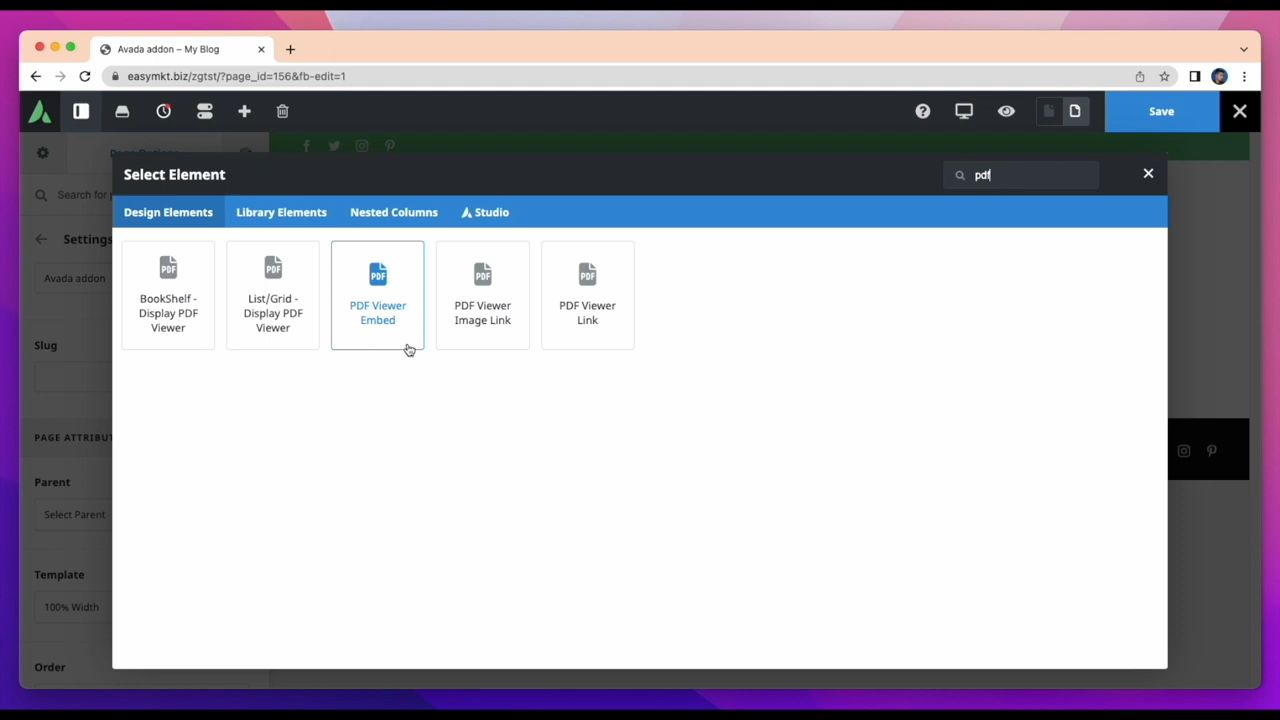 Avada addon – My Blog
easymkt.biz/zgtst/?page_id=156&fb-edit=1
Save
Select Element
pdf
Design Elements
Library Elements
Nested Columns
Studio
PDF
BookShelf -
Display PDF
Viewer
PDF
List/Grid -
Display PDF
Viewer
PDF
PDF Viewer
Embed
PDF
PDF Viewer
Image Link
PDF
PDF Viewer
Link
Search for
Settings
Avada addon
Slug
PAGE ATTRIBUT
Parent
Select Parent
Template
100% Width
Order